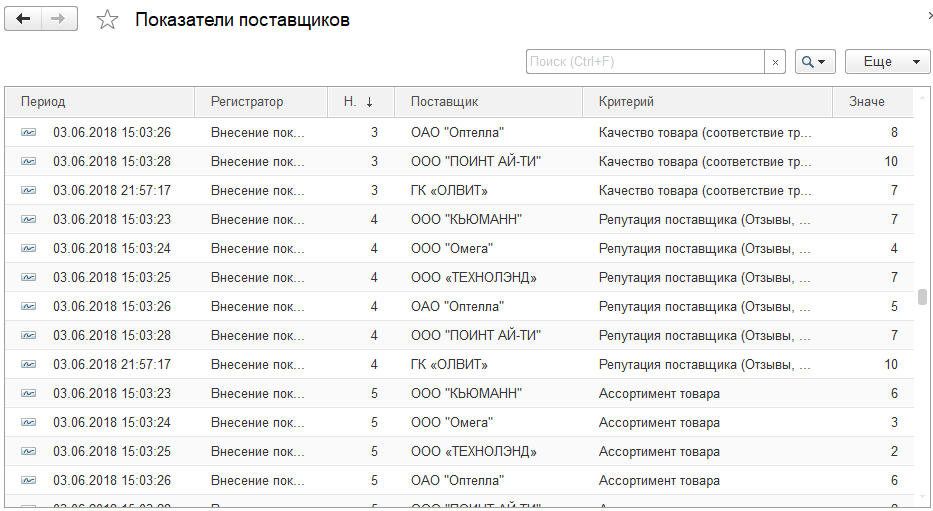 Показатели поставщиков
Поиск (Ctrl+F) × Еще
Период Регистратор Н. ↓ Поставщик Критерий Значе
03.06.2018 15:03:26 Внесение пок... 3 ОАО "Оптелла" Качество товара (соответствие тр... 8
03.06.2018 15:03:28 Внесение пок... 3 ООО "ПОИНТ АЙ-ТИ" Качество товара (соответствие тр... 10
03.06.2018 21:57:17 Внесение пок... 3 ГК «ОЛВИТ» Качество товара (соответствие тр... 7
03.06.2018 15:03:23 Внесение пок... 4 ООО "КЬЮМАНН" Репутация поставщика (Отзывы, ... 7
03.06.2018 15:03:24 Внесение пок... 4 ООО "Омега" Репутация поставщика (Отзывы, ... 4
03.06.2018 15:03:25 Внесение пок... 4 ООО «ТЕХНОЛЭНД» Репутация поставщика (Отзывы, ... 7
03.06.2018 15:03:26 Внесение пок... 4 ОАО "Оптелла" Репутация поставщика (Отзывы, ... 5
03.06.2018 15:03:28 Внесение пок... 4 ООО "ПОИНТ АЙ-ТИ" Репутация поставщика (Отзывы, ... 7
03.06.2018 21:57:17 Внесение пок... 4 ГК «ОЛВИТ» Репутация поставщика (Отзывы, ... 10
03.06.2018 15:03:23 Внесение пок... 5 ООО "КЬЮМАНН" Ассортимент товара 6
03.06.2018 15:03:24 Внесение пок... 5 ООО "Омега" Ассортимент товара 3
03.06.2018 15:03:25 Внесение пок... 5 ООО «ТЕХНОЛЭНД» Ассортимент товара 2
03.06.2018 15:03:26 Внесение пок... 5 ОАО "Оптелла" Ассортимент товара 6